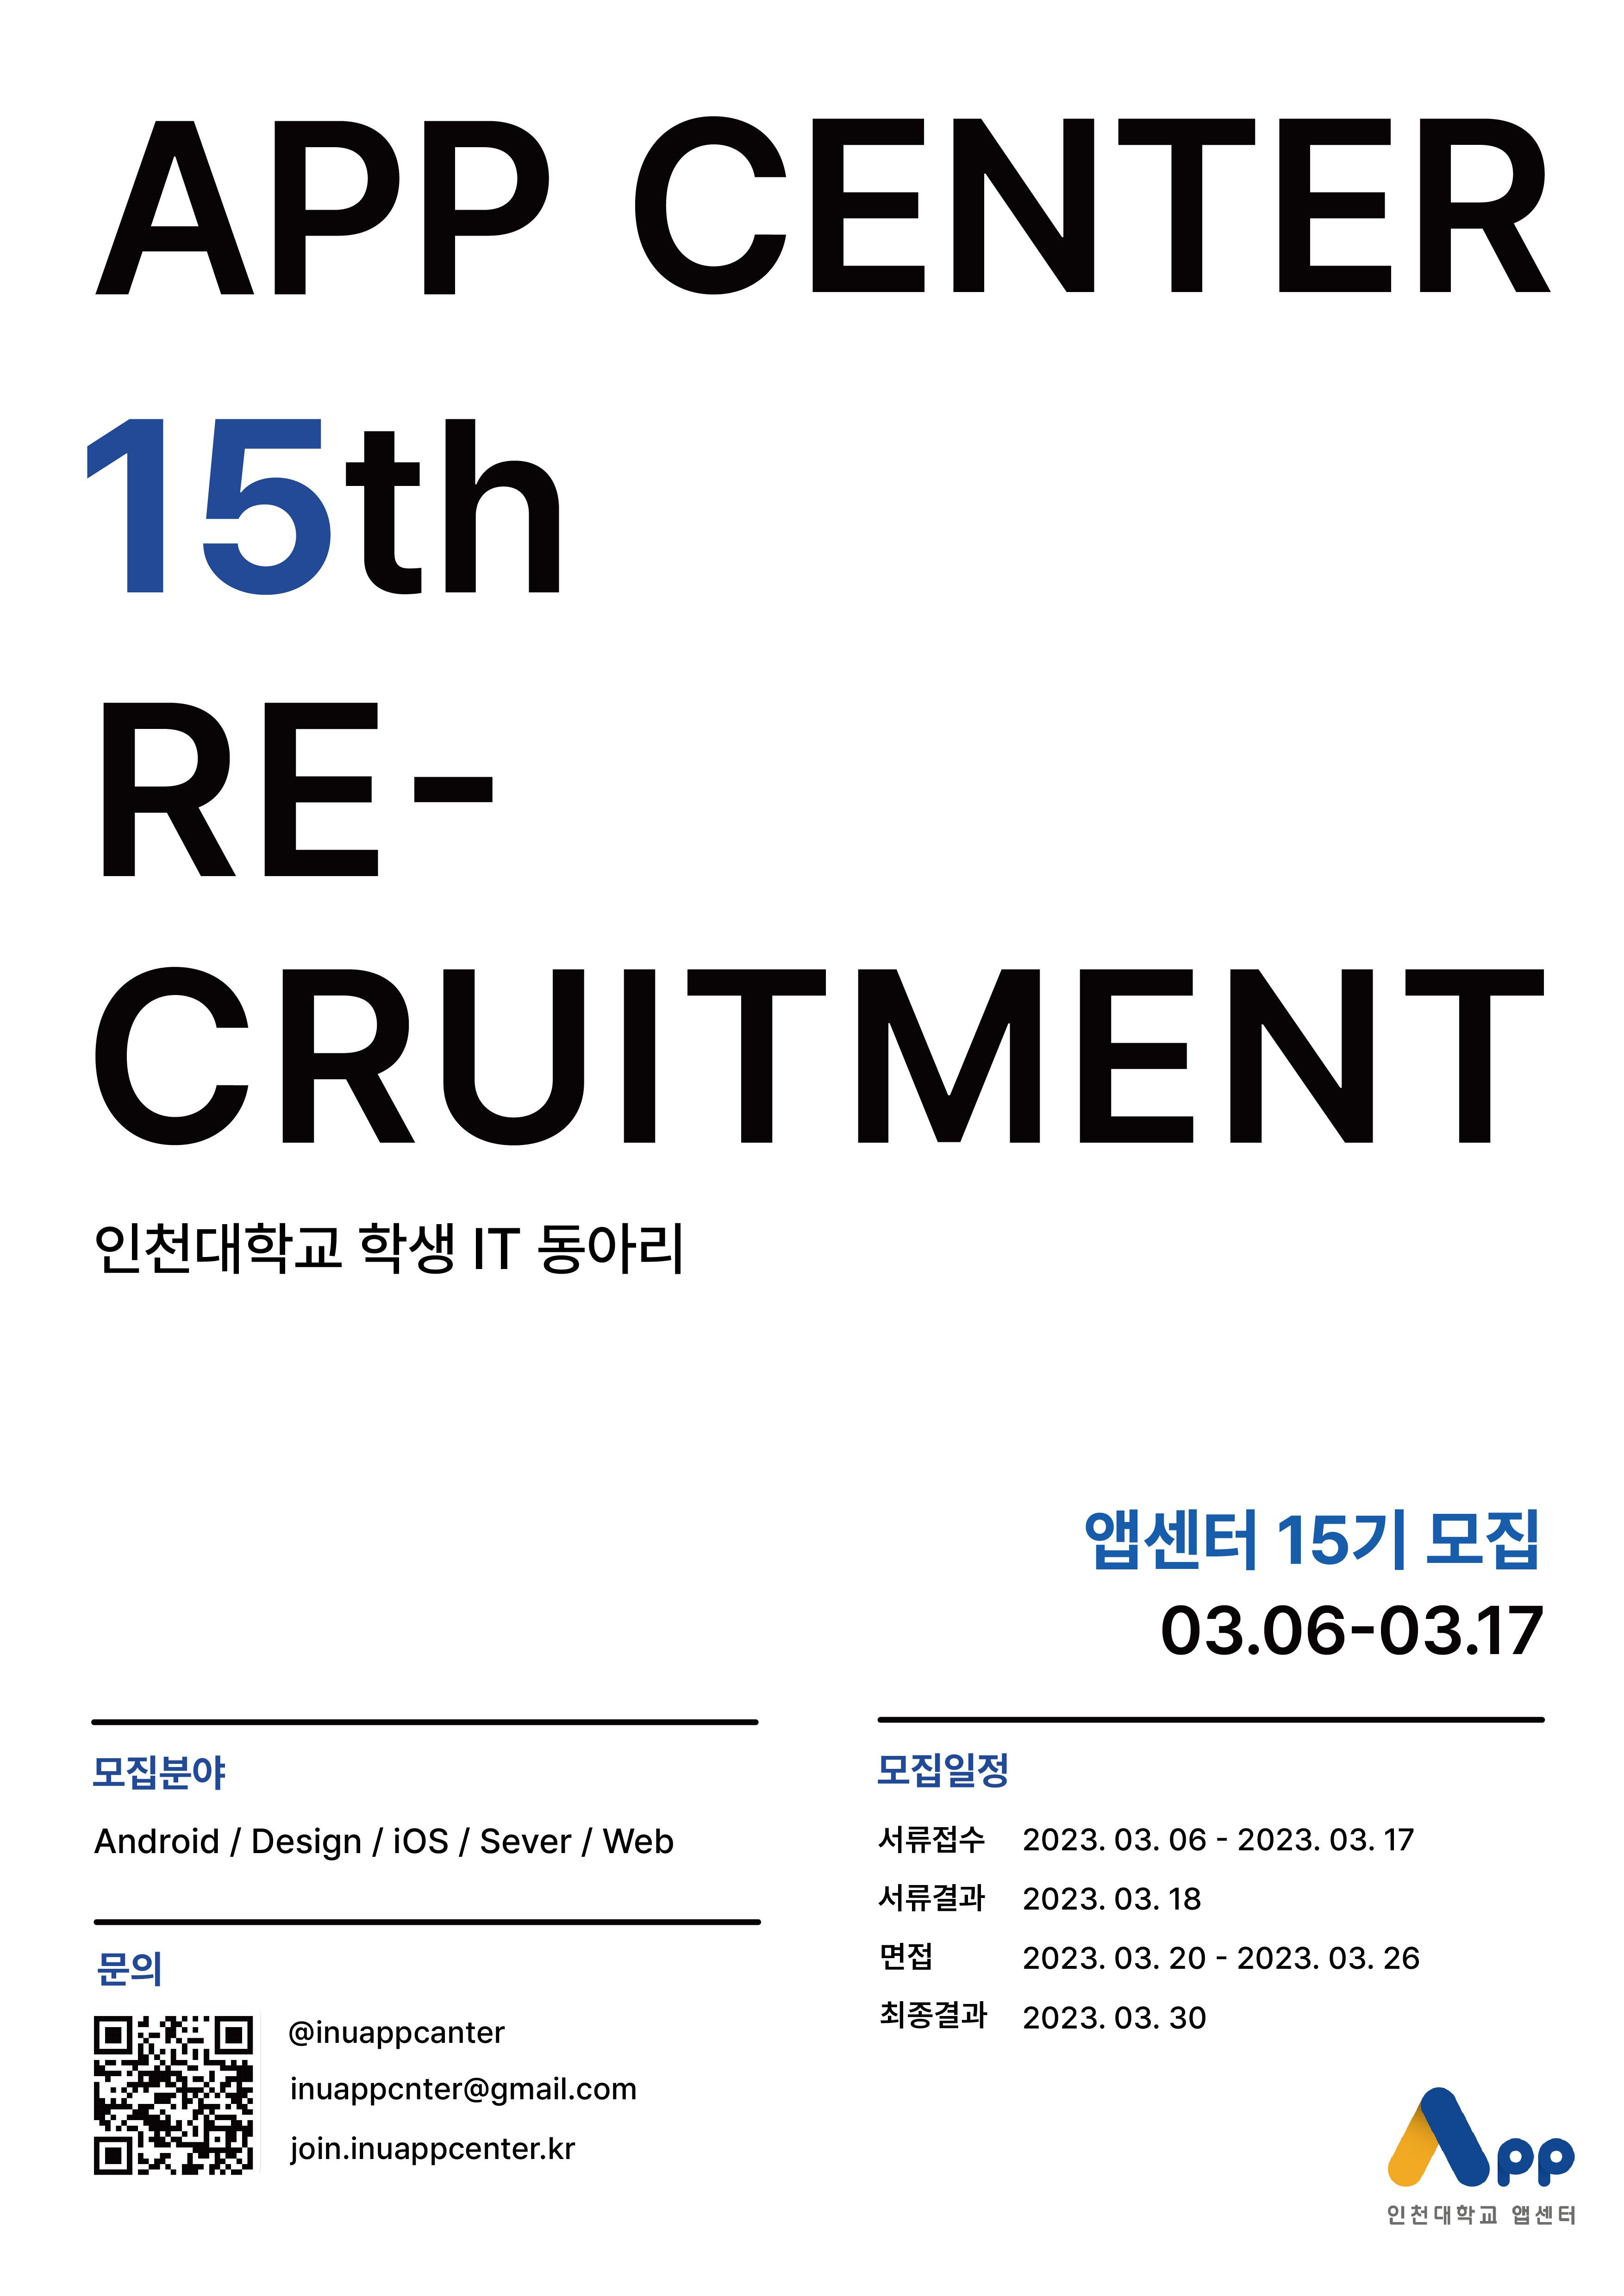 APP CENTER
15th
RE-
CRUITMENT
인천대학교 학생 IT 동아리
앱센터 15기 모집
03.06-03.17
모집분야
Android / Design / iOS / Sever / Web
문의
@inuappcanter
inuappcnter@gmail.com
join.inuappcenter.kr
모집일정
서류접수 2023. 03. 06 - 2023. 03. 17
서류결과 2023. 03. 18
면접 2023. 03. 20 - 2023. 03. 26
최종결과 2023. 03. 30
App
인천대학교 앱센터